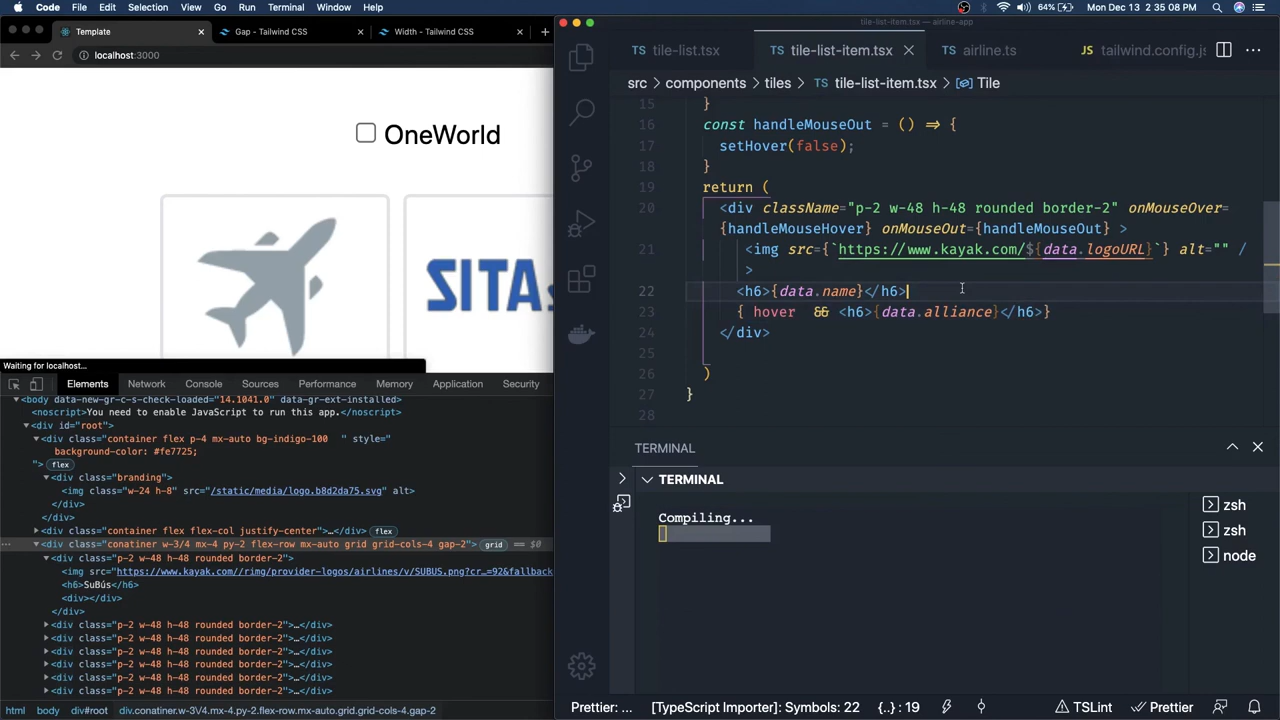 Code File Edit Selection View Go Run Terminal Window Help
64% Mon Dec 13 2:35:08 PM
Template
Gap - Tailwind CSS
Width - Tailwind CSS
localhost:3000
OneWorld
SITA
Waiting for localhost...
Elements Network Console Sources Performance Memory Application Security
<body data-new-gr-c-s-check-loaded="14.1041.0" data-gr-ext-installed>
<noscript>You need to enable JavaScript to run this app.</noscript>
<div id="root">
<div class="container flex p-4 mx-auto bg-indigo-100 " style="
background-color: #fe7725;
"> flex
<div class="branding">
<img class="w-24 h-8" src="/static/media/logo.b8d2da75.svg" alt>
</div>
</div>
<div class="container flex flex-col justify-center">…</div> flex
<div class="conatiner w-3/4 mx-4 py-2 flex-row mx-auto grid grid-cols-4 gap-2"> grid == $0
<div class="p-2 w-48 h-48 rounded border-2">
<img src="https://www.kayak.com//rimg/provider-logos/airlines/v/SUBUS.png?cr…=92&fallback
<h6>SuBús</h6>
<div></div>
</div>
<div class="p-2 w-48 h-48 rounded border-2">…</div>
<div class="p-2 w-48 h-48 rounded border-2">…</div>
<div class="p-2 w-48 h-48 rounded border-2">…</div>
<div class="p-2 w-48 h-48 rounded border-2">…</div>
<div class="p-2 w-48 h-48 rounded border-2">…</div>
<div class="p-2 w-48 h-48 rounded border-2">…</div>
html body div#root div.conatiner.w-3\/4.mx-4.py-2.flex-row.mx-auto.grid.grid-cols-4.gap-2
tile-list-item.tsx — airline-app
TS tile-list.tsx
TS tile-list-item.tsx
TS airline.ts
JS tailwind.config.js
src > components > tiles > TS tile-list-item.tsx > Tile
15 }
16 const handleMouseOut = () => {
17 setHover(false);
18 }
19 return (
20 <div className="p-2 w-48 h-48 rounded border-2" onMouseOver=
{handleMouseHover} onMouseOut={handleMouseOut} >
21 <img src={`https://www.kayak.com/${data.logoURL}`} alt="" /
>
22 <h6>{data.name}</h6>
23 { hover && <h6>{data.alliance}</h6>}
24 </div>
25
26 )
27 }
28
TERMINAL
TERMINAL
Compiling...
zsh
zsh
node
Prettier: ... [TypeScript Importer]: Symbols: 22 {..} : 19 TSLint Prettier